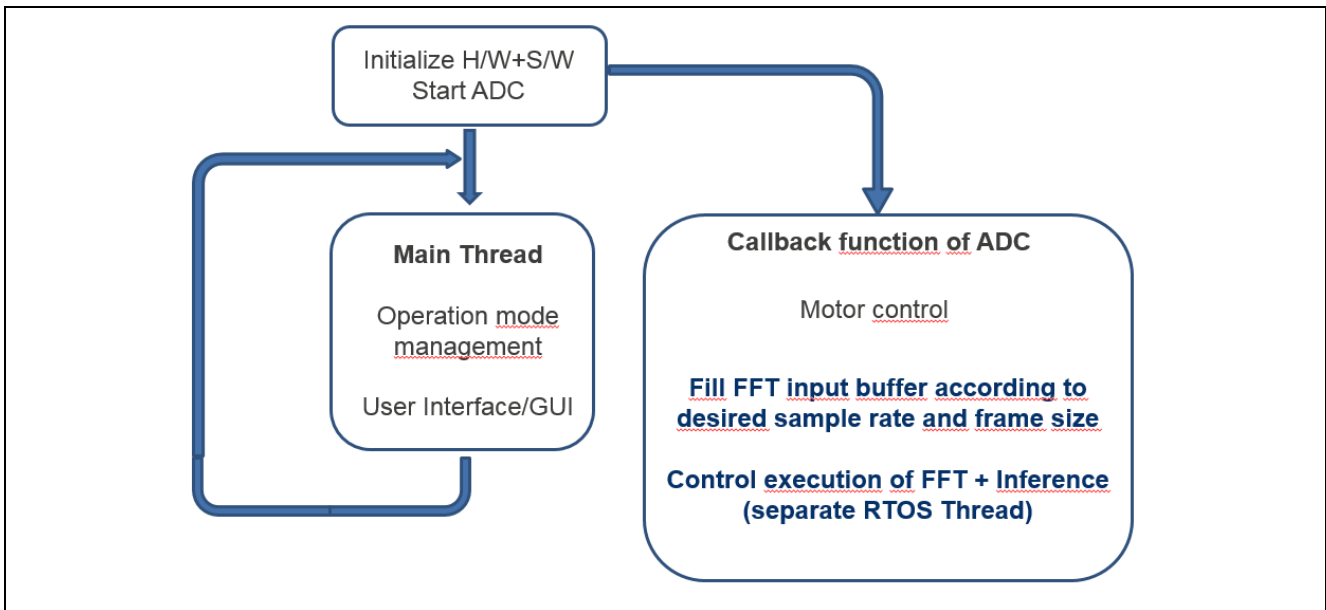 Initialize H/W+S/W
Start ADC
Main Thread
Operation mode
management
User Interface/GUI
Callback function of ADC
Motor control
Fill FFT input buffer according to
desired sample rate and frame size
Control execution of FFT + Inference
(separate RTOS Thread)